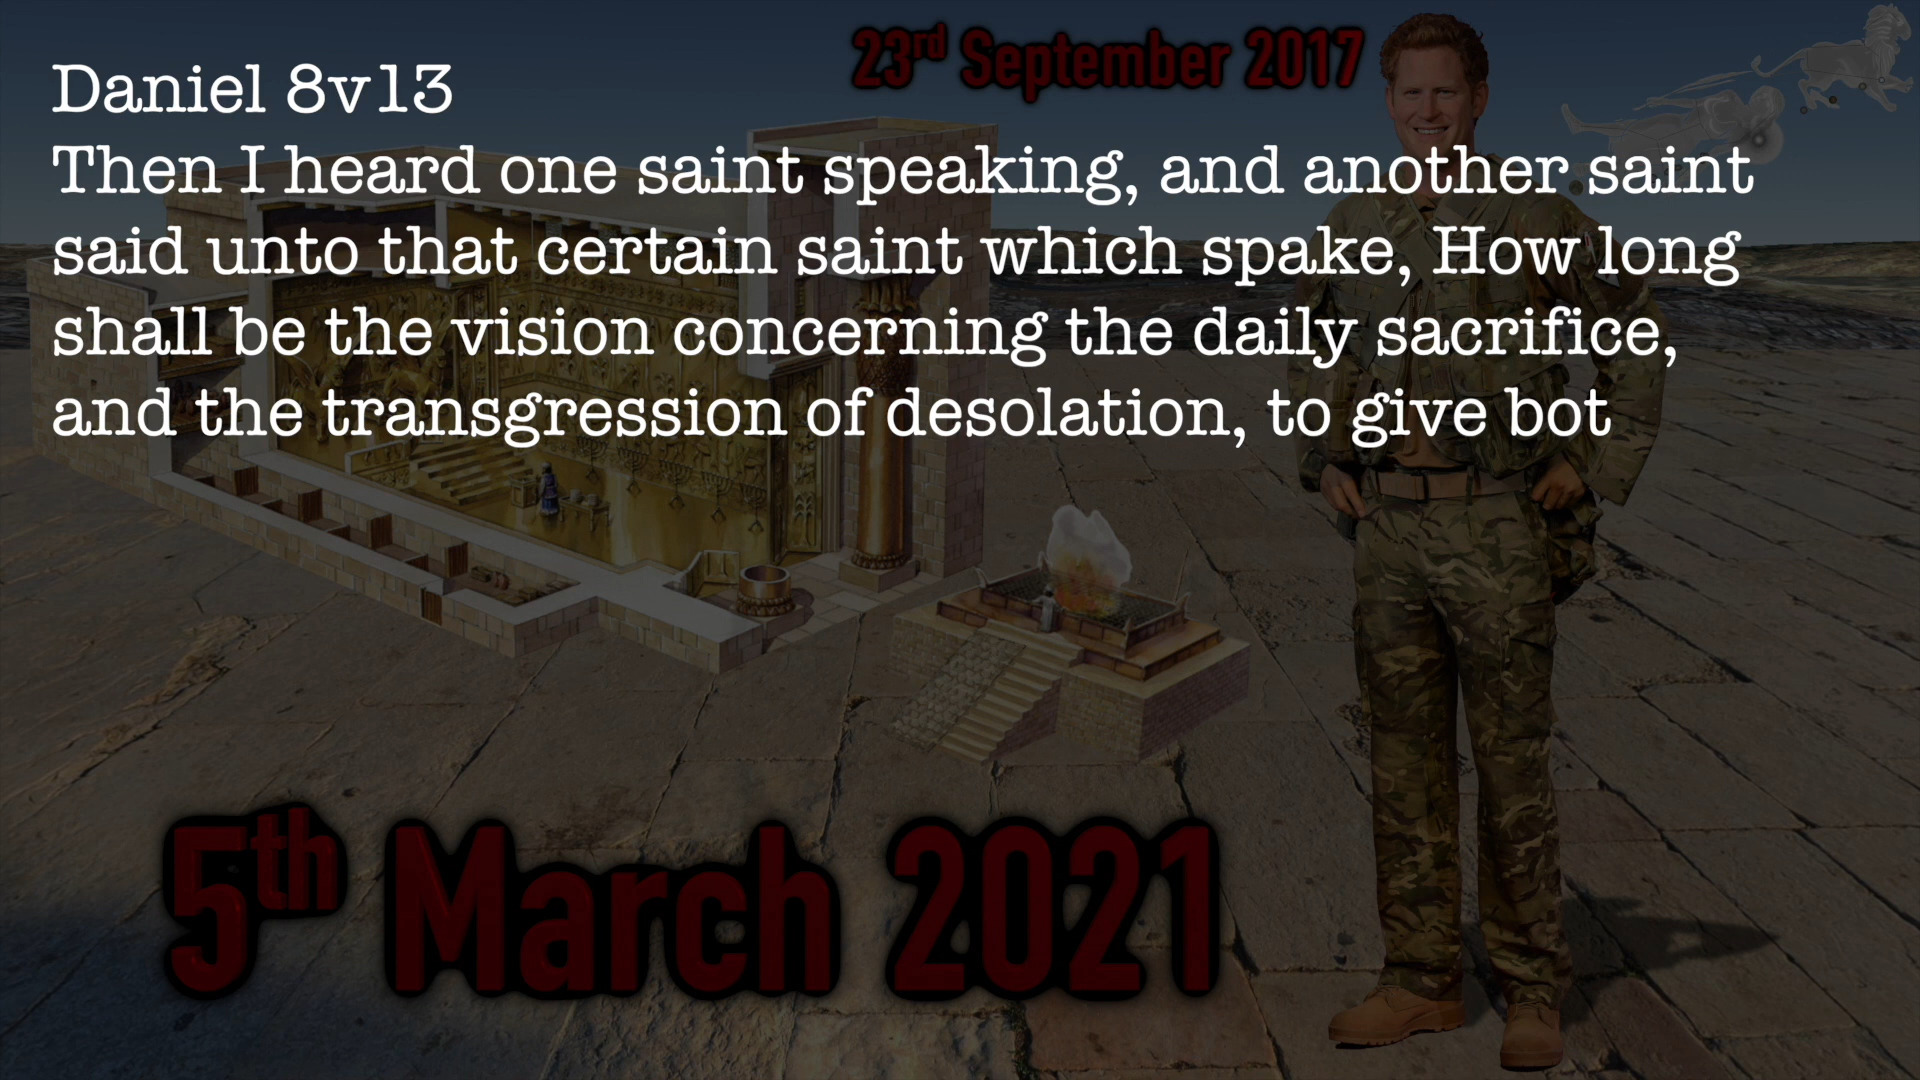 23rd September 2017
Daniel 8v13
Then I heard one saint speaking, and another saint
said unto that certain saint which spake, How long
shall be the vision concerning the daily sacrifice,
and the transgression of desolation, to give bot
5th March 2021